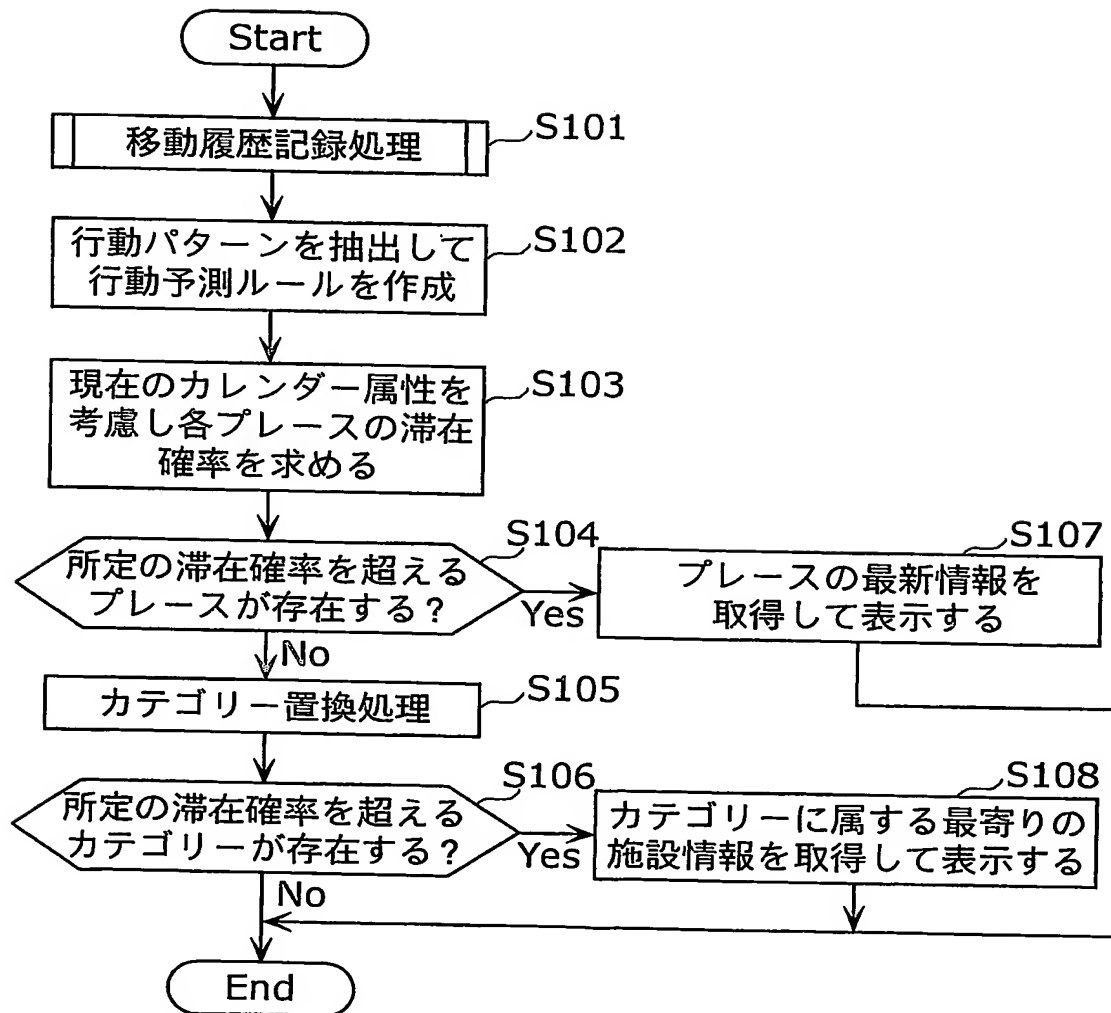 Start
移動履歴記録処理
S101
行動パターンを抽出して
行動予測ルールを作成
S102
現在のカレンダー属性を
考慮し各プレースの滞在
確率を求める
S103
所定の滞在確率を超える
プレースが存在する?
S104
Yes
No
プレースの最新情報を
取得して表示する
S107
カテゴリー置換処理
S105
所定の滞在確率を超える
カテゴリーが存在する?
S106
Yes
No
カテゴリーに属する最寄りの
施設情報を取得して表示する
S108
End